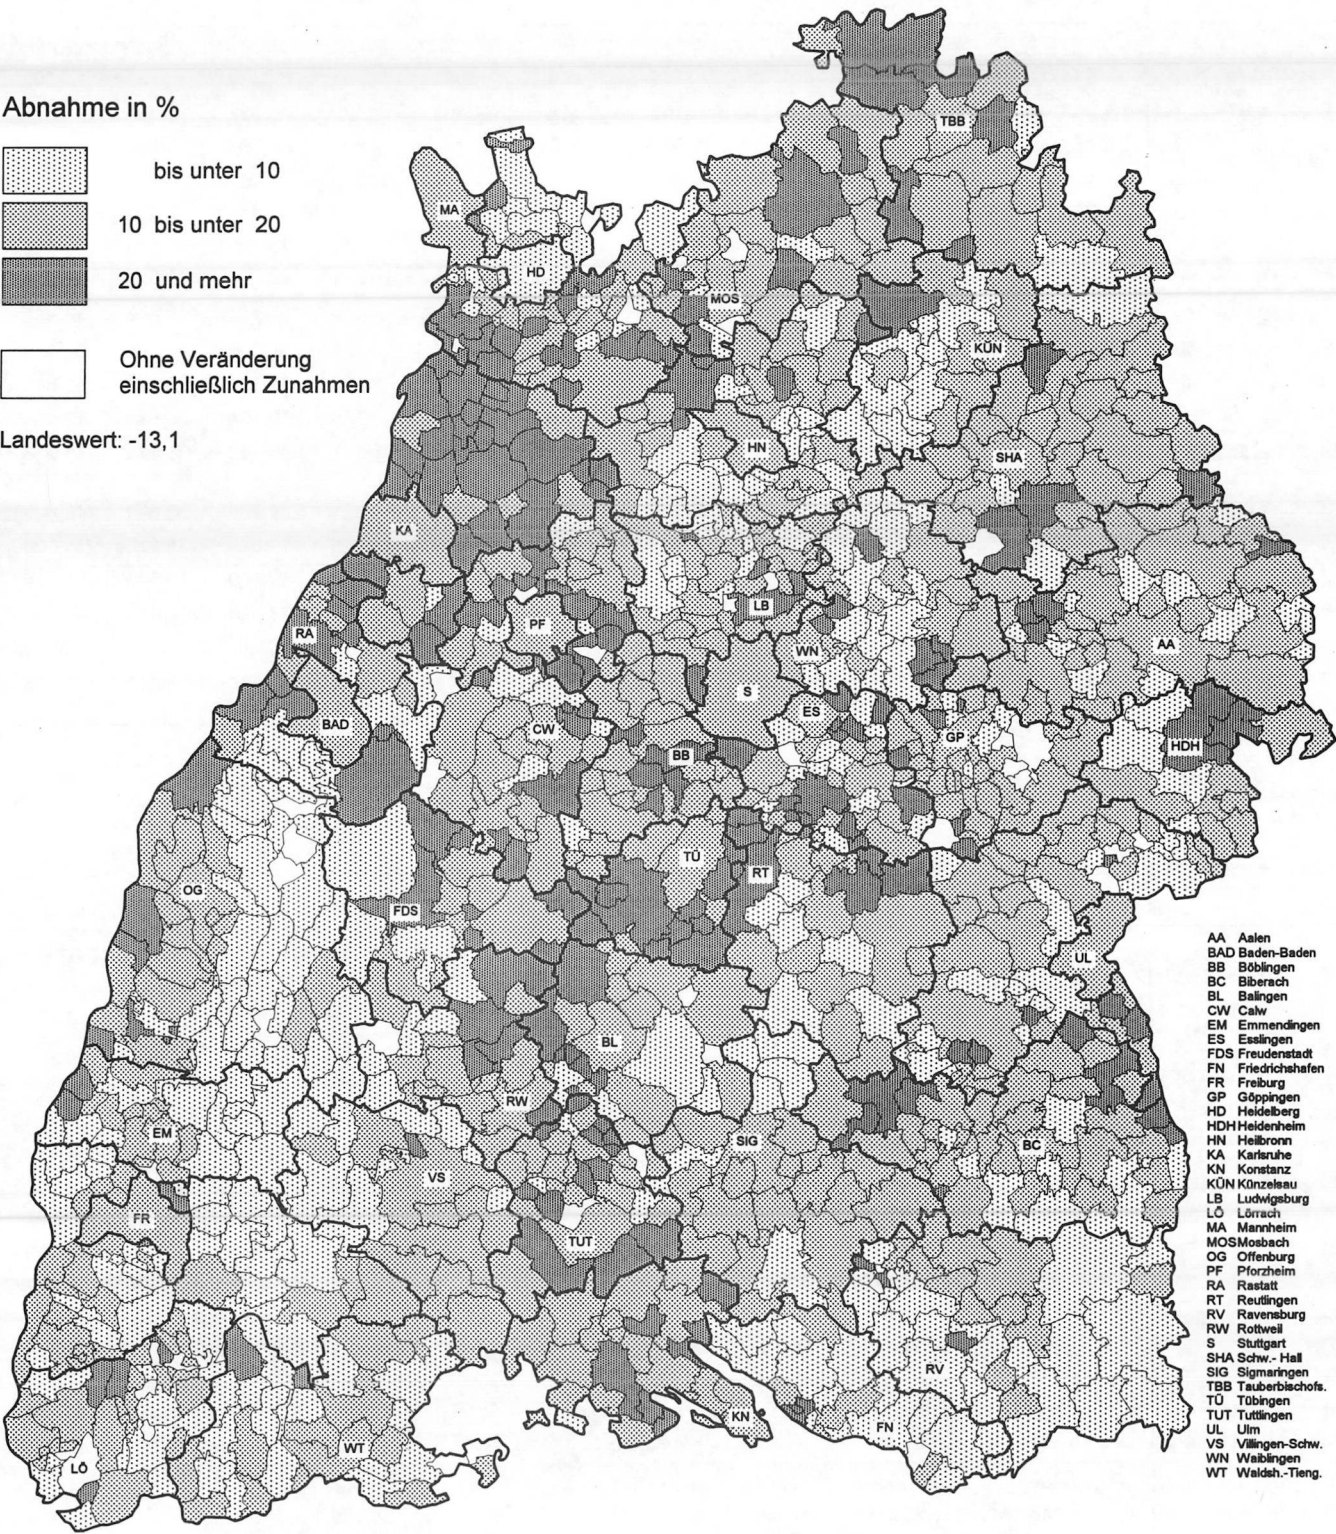 Abnahme in %
bis unter 10
10 bis unter 20
20 und mehr
Ohne Veränderung
einschließlich Zunahmen
Landeswert: -13,1
TBB
MA
HD
MOS
KÜN
HN
SHA
KA
LB
PF
RA
WN
AA
S
ES
BAD
CW
GP
BB
HDH
TÜ
RT
OG
FDS
UL
BL
RW
EM
SIG
BC
VS
FR
TUT
RV
KN
FN
WT
LÖ
AA Aalen
BAD Baden-Baden
BB Böblingen
BC Biberach
BL Balingen
CW Calw
EM Emmendingen
ES Esslingen
FDS Freudenstadt
FN Friedrichshafen
FR Freiburg
GP Göppingen
HD Heidelberg
HDH Heidenheim
HN Heilbronn
KA Karlsruhe
KN Konstanz
KÜN Künzelsau
LB Ludwigsburg
LÖ Lörrach
MA Mannheim
MOS Mosbach
OG Offenburg
PF Pforzheim
RA Rastatt
RT Reutlingen
RV Ravensburg
RW Rottweil
S Stuttgart
SHA Schw.- Hall
SIG Sigmaringen
TBB Tauberbischofs.
TÜ Tübingen
TUT Tuttlingen
UL Ulm
VS Villingen-Schw.
WN Waiblingen
WT Waldsh.-Tieng.